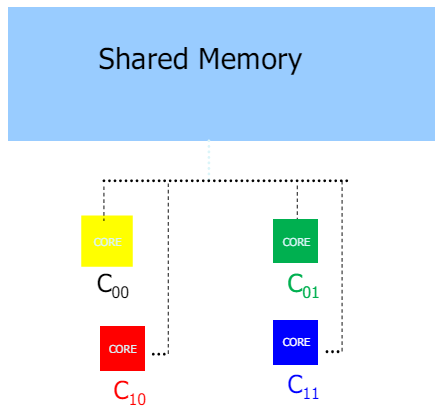 Shared Memory
CORE
CORE
C₀₀
C₀₁
CORE
CORE
C₁₀
C₁₁